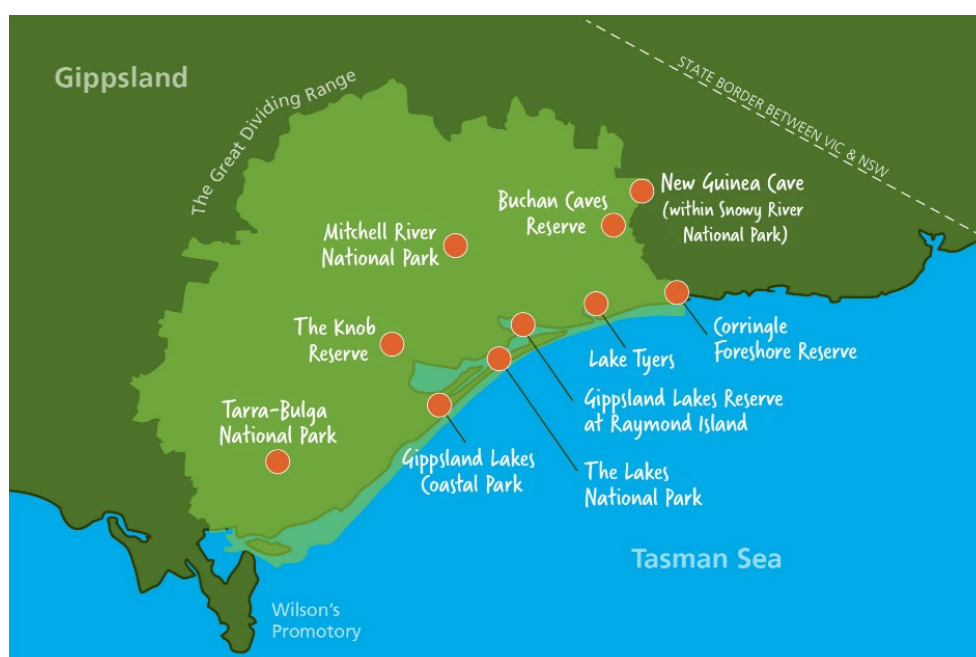 Gippsland
The Great Dividing Range
STATE BORDER BETWEEN VIC & NSW
New Guinea Cave
(within Snowy River
National Park)
Buchan Caves
Reserve
Mitchell River
National Park
The Knob
Reserve
Corringle
Foreshore Reserve
Lake Tyers
Gippsland Lakes Reserve
at Raymond Island
Tarra-Bulga
National Park
Gippsland Lakes
Coastal Park
The Lakes
National Park
Tasman Sea
Wilson's
Promotory